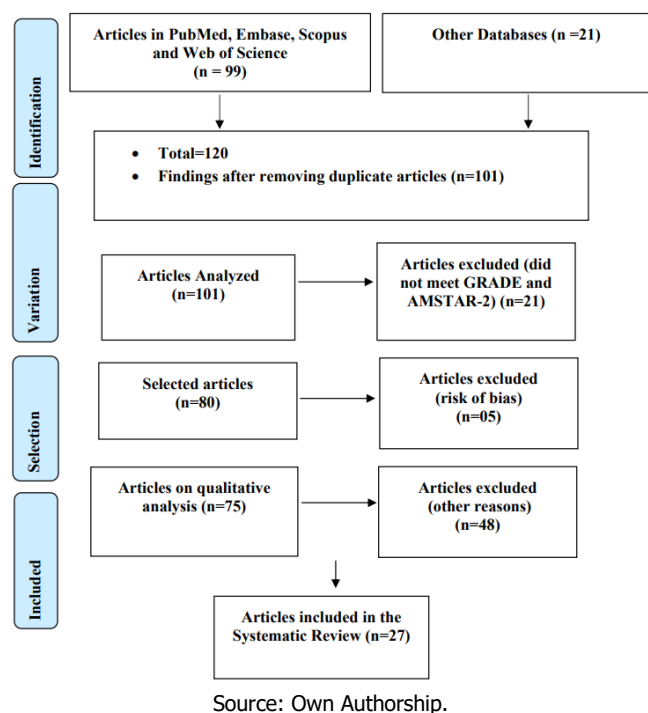 Articles in PubMed, Embase, Scopus
and Web of Science
(n = 99)
Other Databases (n =21)
Identification
• Total=120
• Findings after removing duplicate articles (n=101)
Variation
Articles Analyzed
(n=101)
Articles excluded (did
not meet GRADE and
AMSTAR-2) (n=21)
Selection
Selected articles
(n=80)
Articles excluded
(risk of bias)
(n=05)
Articles on qualitative
analysis (n=75)
Articles excluded
(other reasons)
(n=48)
Included
Articles included in the
Systematic Review (n=27)
Source: Own Authorship.